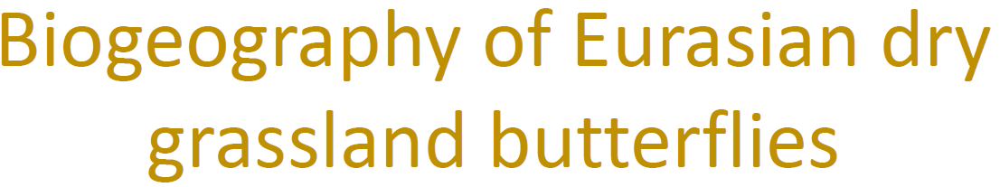 Biogeography of Eurasian dry
grassland butterflies